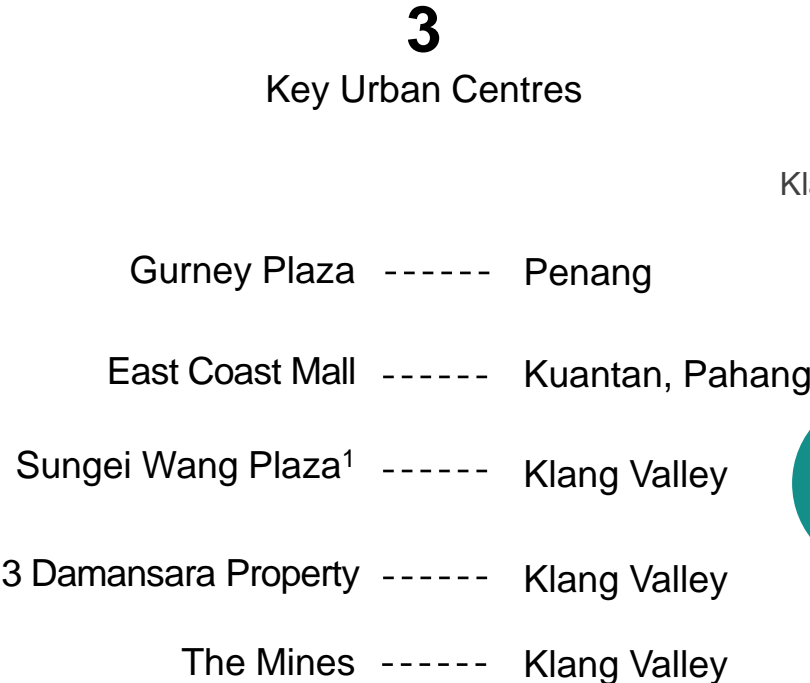 3
Key Urban Centres
Gurney Plaza ------ Penang
East Coast Mall ------ Kuantan, Pahang
Sungei Wang Plaza¹ ------ Klang Valley
3 Damansara Property ------ Klang Valley
The Mines ------ Klang Valley